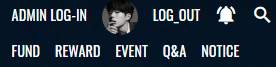 ADMIN LOG-IN LOG_OUT
FUND REWARD EVENT Q&A NOTICE